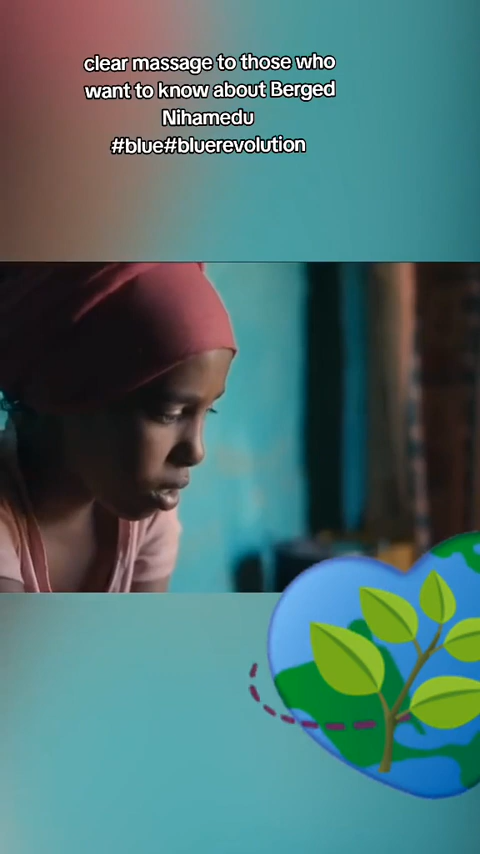 clear massage to those who
want to know about Berged
Nihamedu
#blue#bluerevolution